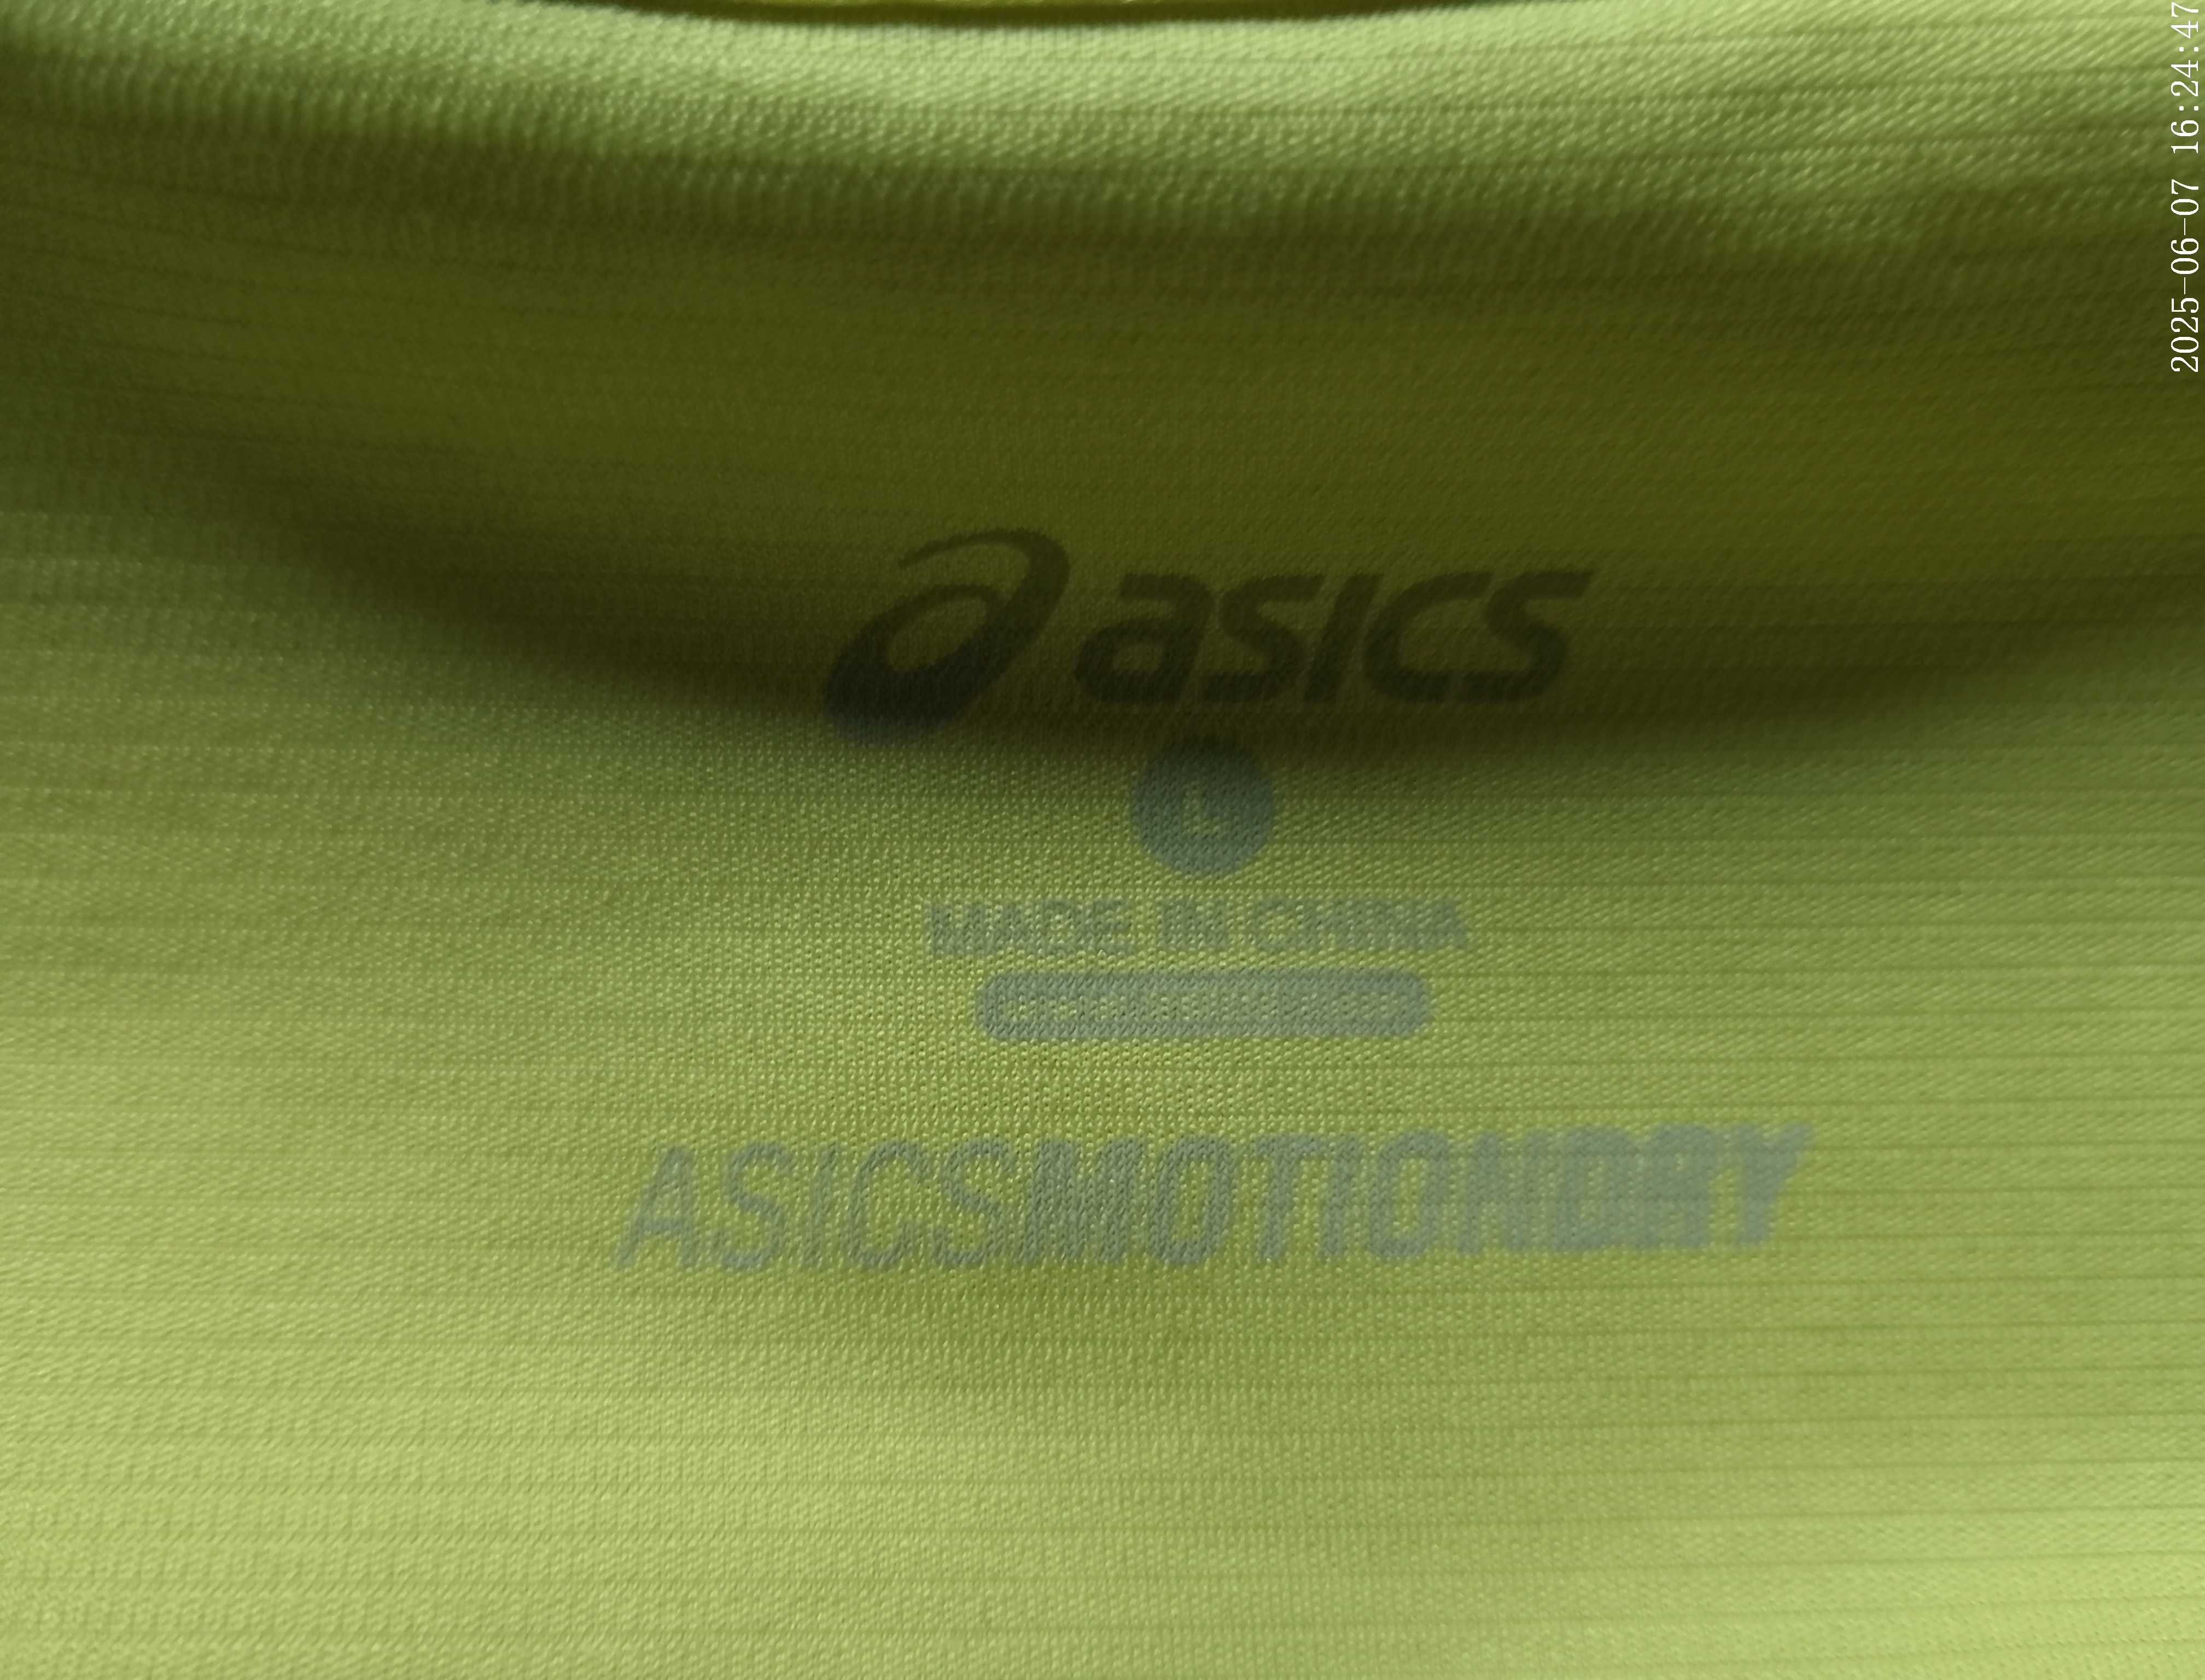 asics
L
MADE IN CHINA
ASICSMOTIONDRY
2025-06-07 16:24:47